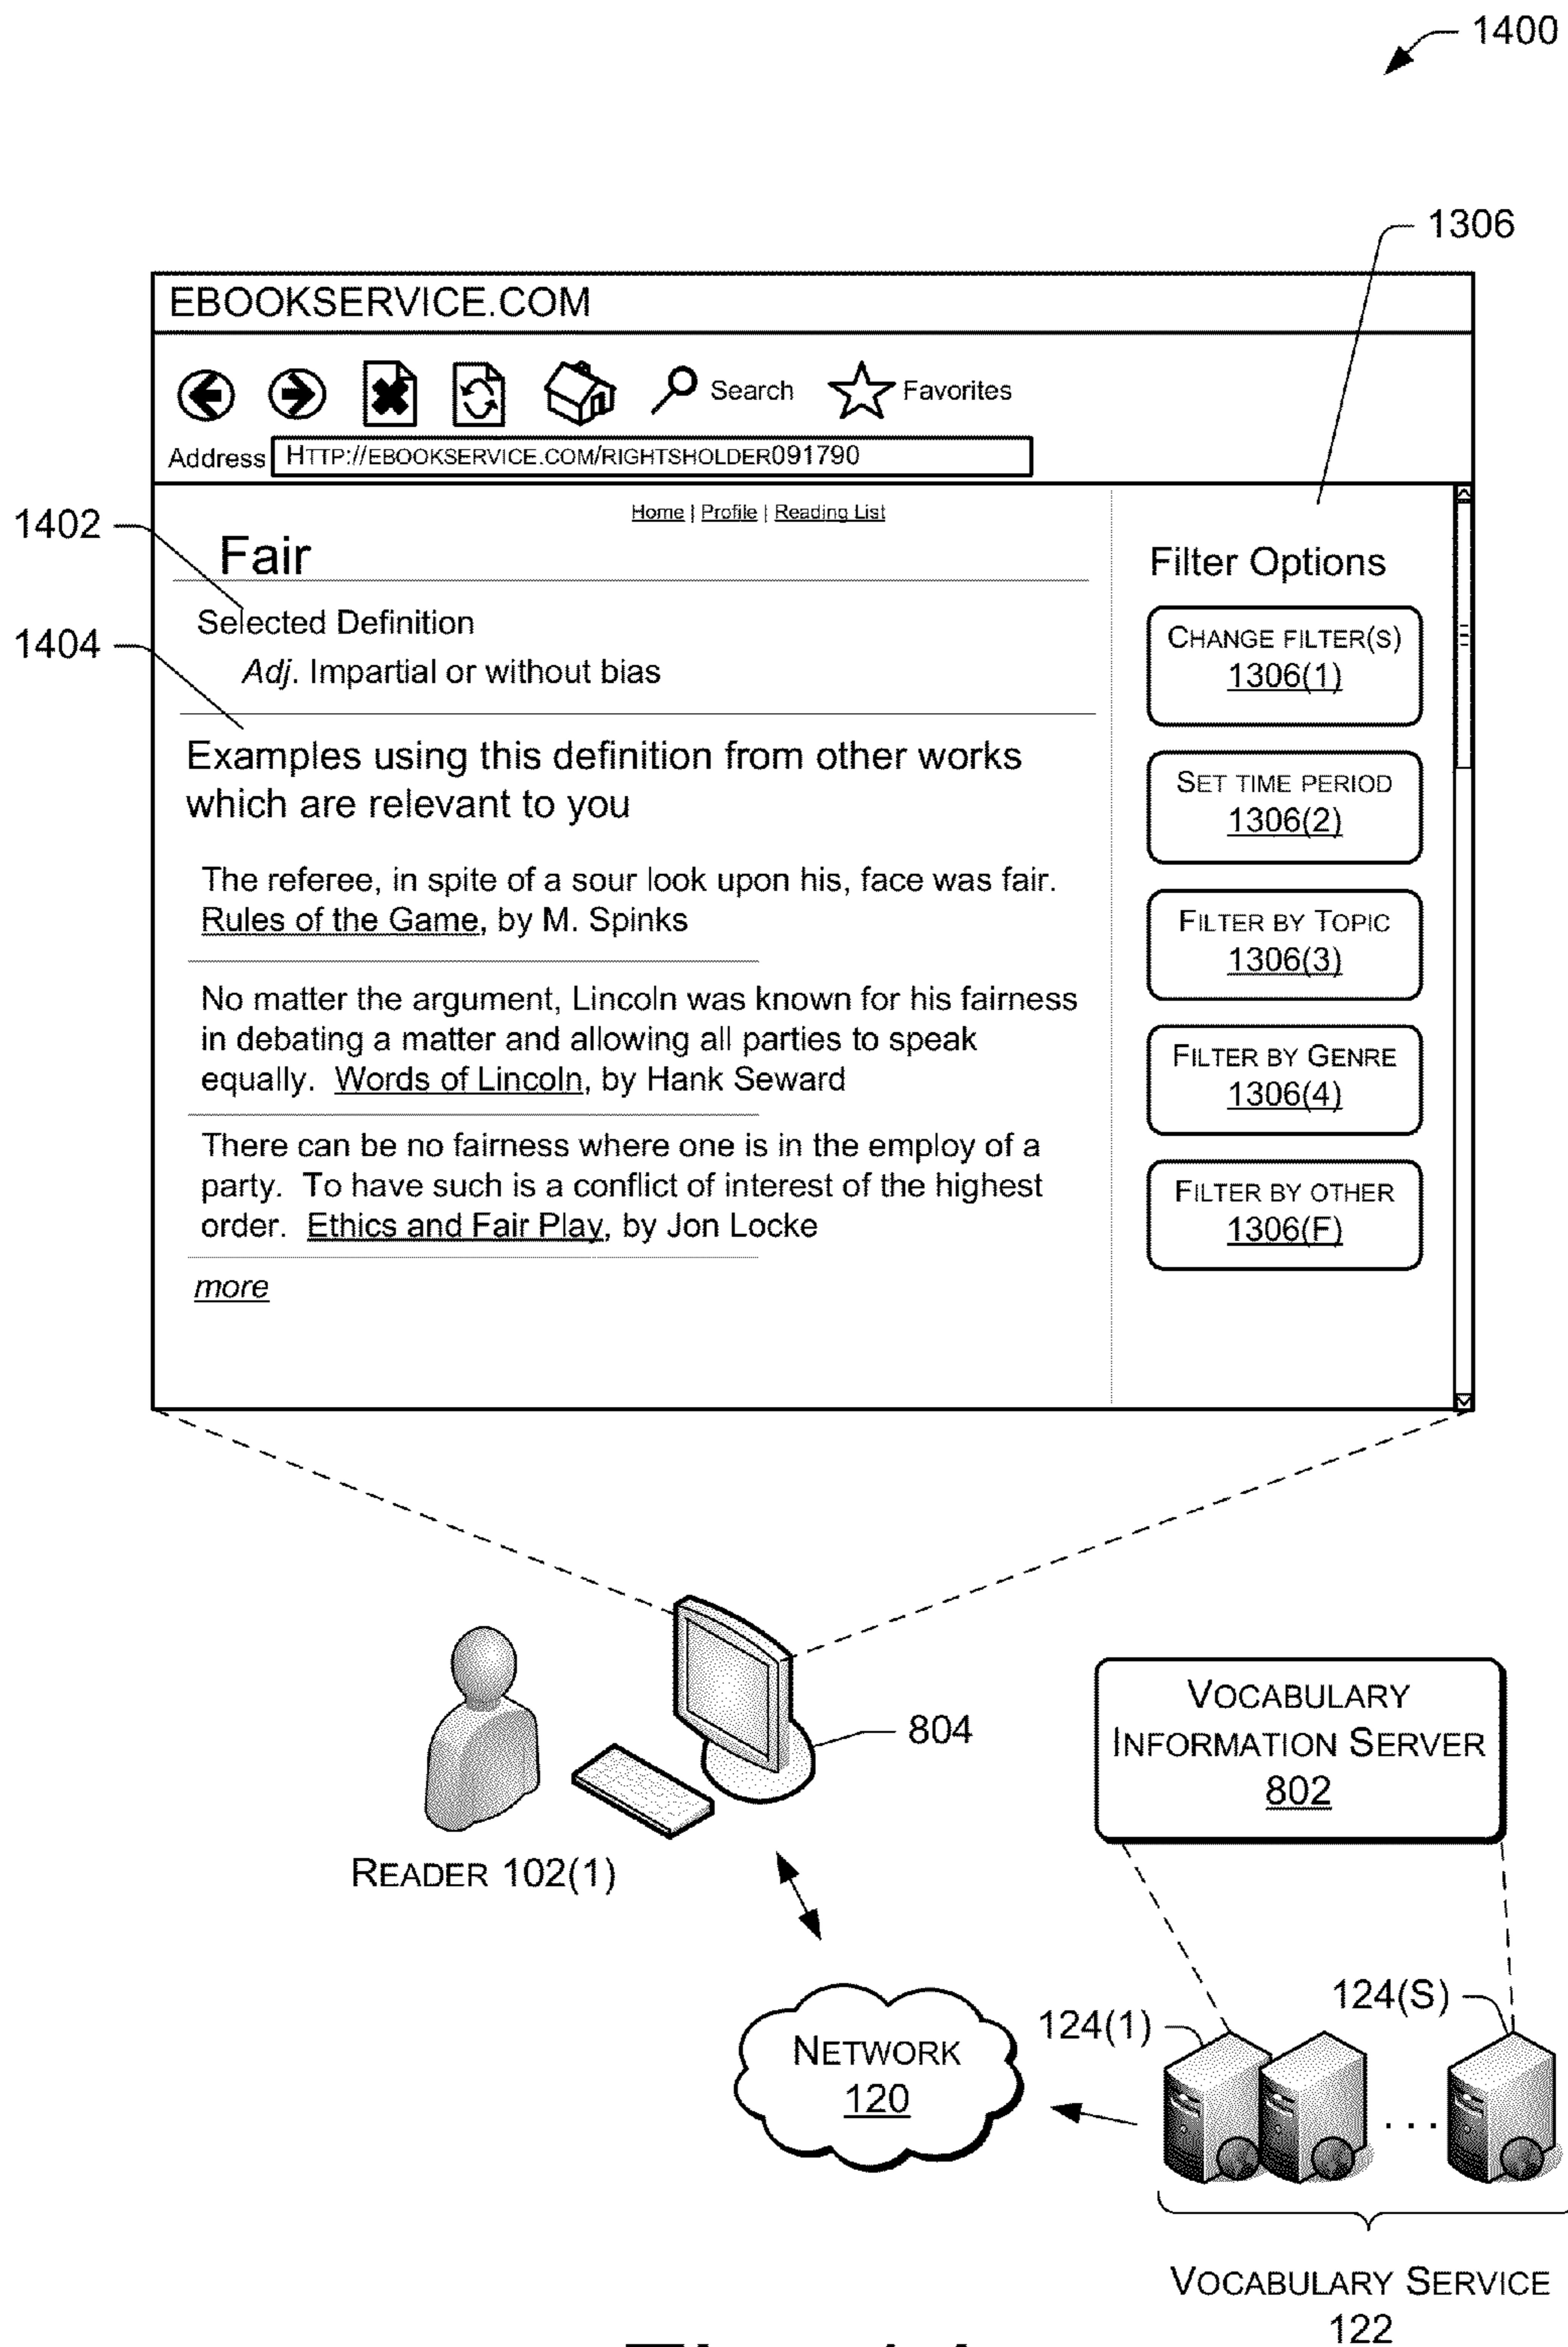 1400
1306
EBOOKSERVICE.COM
Search
Favorites
Address HTTP://EBOOKSERVICE.COM/RIGHTSHOLDER091790
Home | Profile | Reading List
1402
Fair
Selected Definition
1404
Adj. Impartial or without bias
Examples using this definition from other works
which are relevant to you
The referee, in spite of a sour look upon his, face was fair.
Rules of the Game, by M. Spinks
No matter the argument, Lincoln was known for his fairness
in debating a matter and allowing all parties to speak
equally. Words of Lincoln, by Hank Seward
There can be no fairness where one is in the employ of a
party. To have such is a conflict of interest of the highest
order. Ethics and Fair Play, by Jon Locke
more
Filter Options
CHANGE FILTER(S)
1306(1)
SET TIME PERIOD
1306(2)
FILTER BY TOPIC
1306(3)
FILTER BY GENRE
1306(4)
FILTER BY OTHER
1306(F)
804
READER 102(1)
VOCABULARY
INFORMATION SERVER
802
NETWORK
120
124(1)
124(S)
...
VOCABULARY SERVICE
122